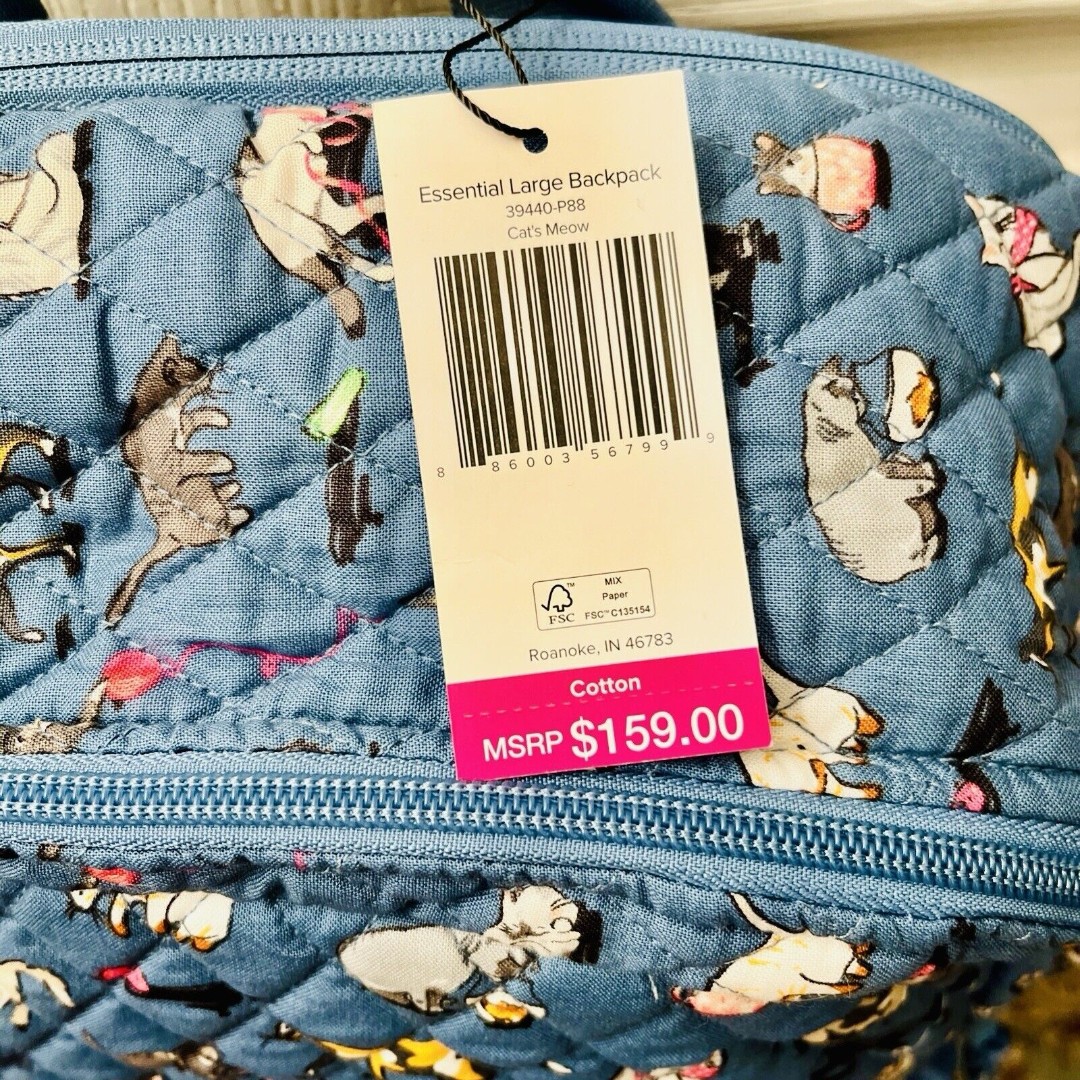 Essential Large Backpack
39440-P88
Cat's Meow
8 86003 56799 9
FSC™
MIX
Paper
FSC™ C135154
Roanoke, IN 46783
Cotton
MSRP $159.00